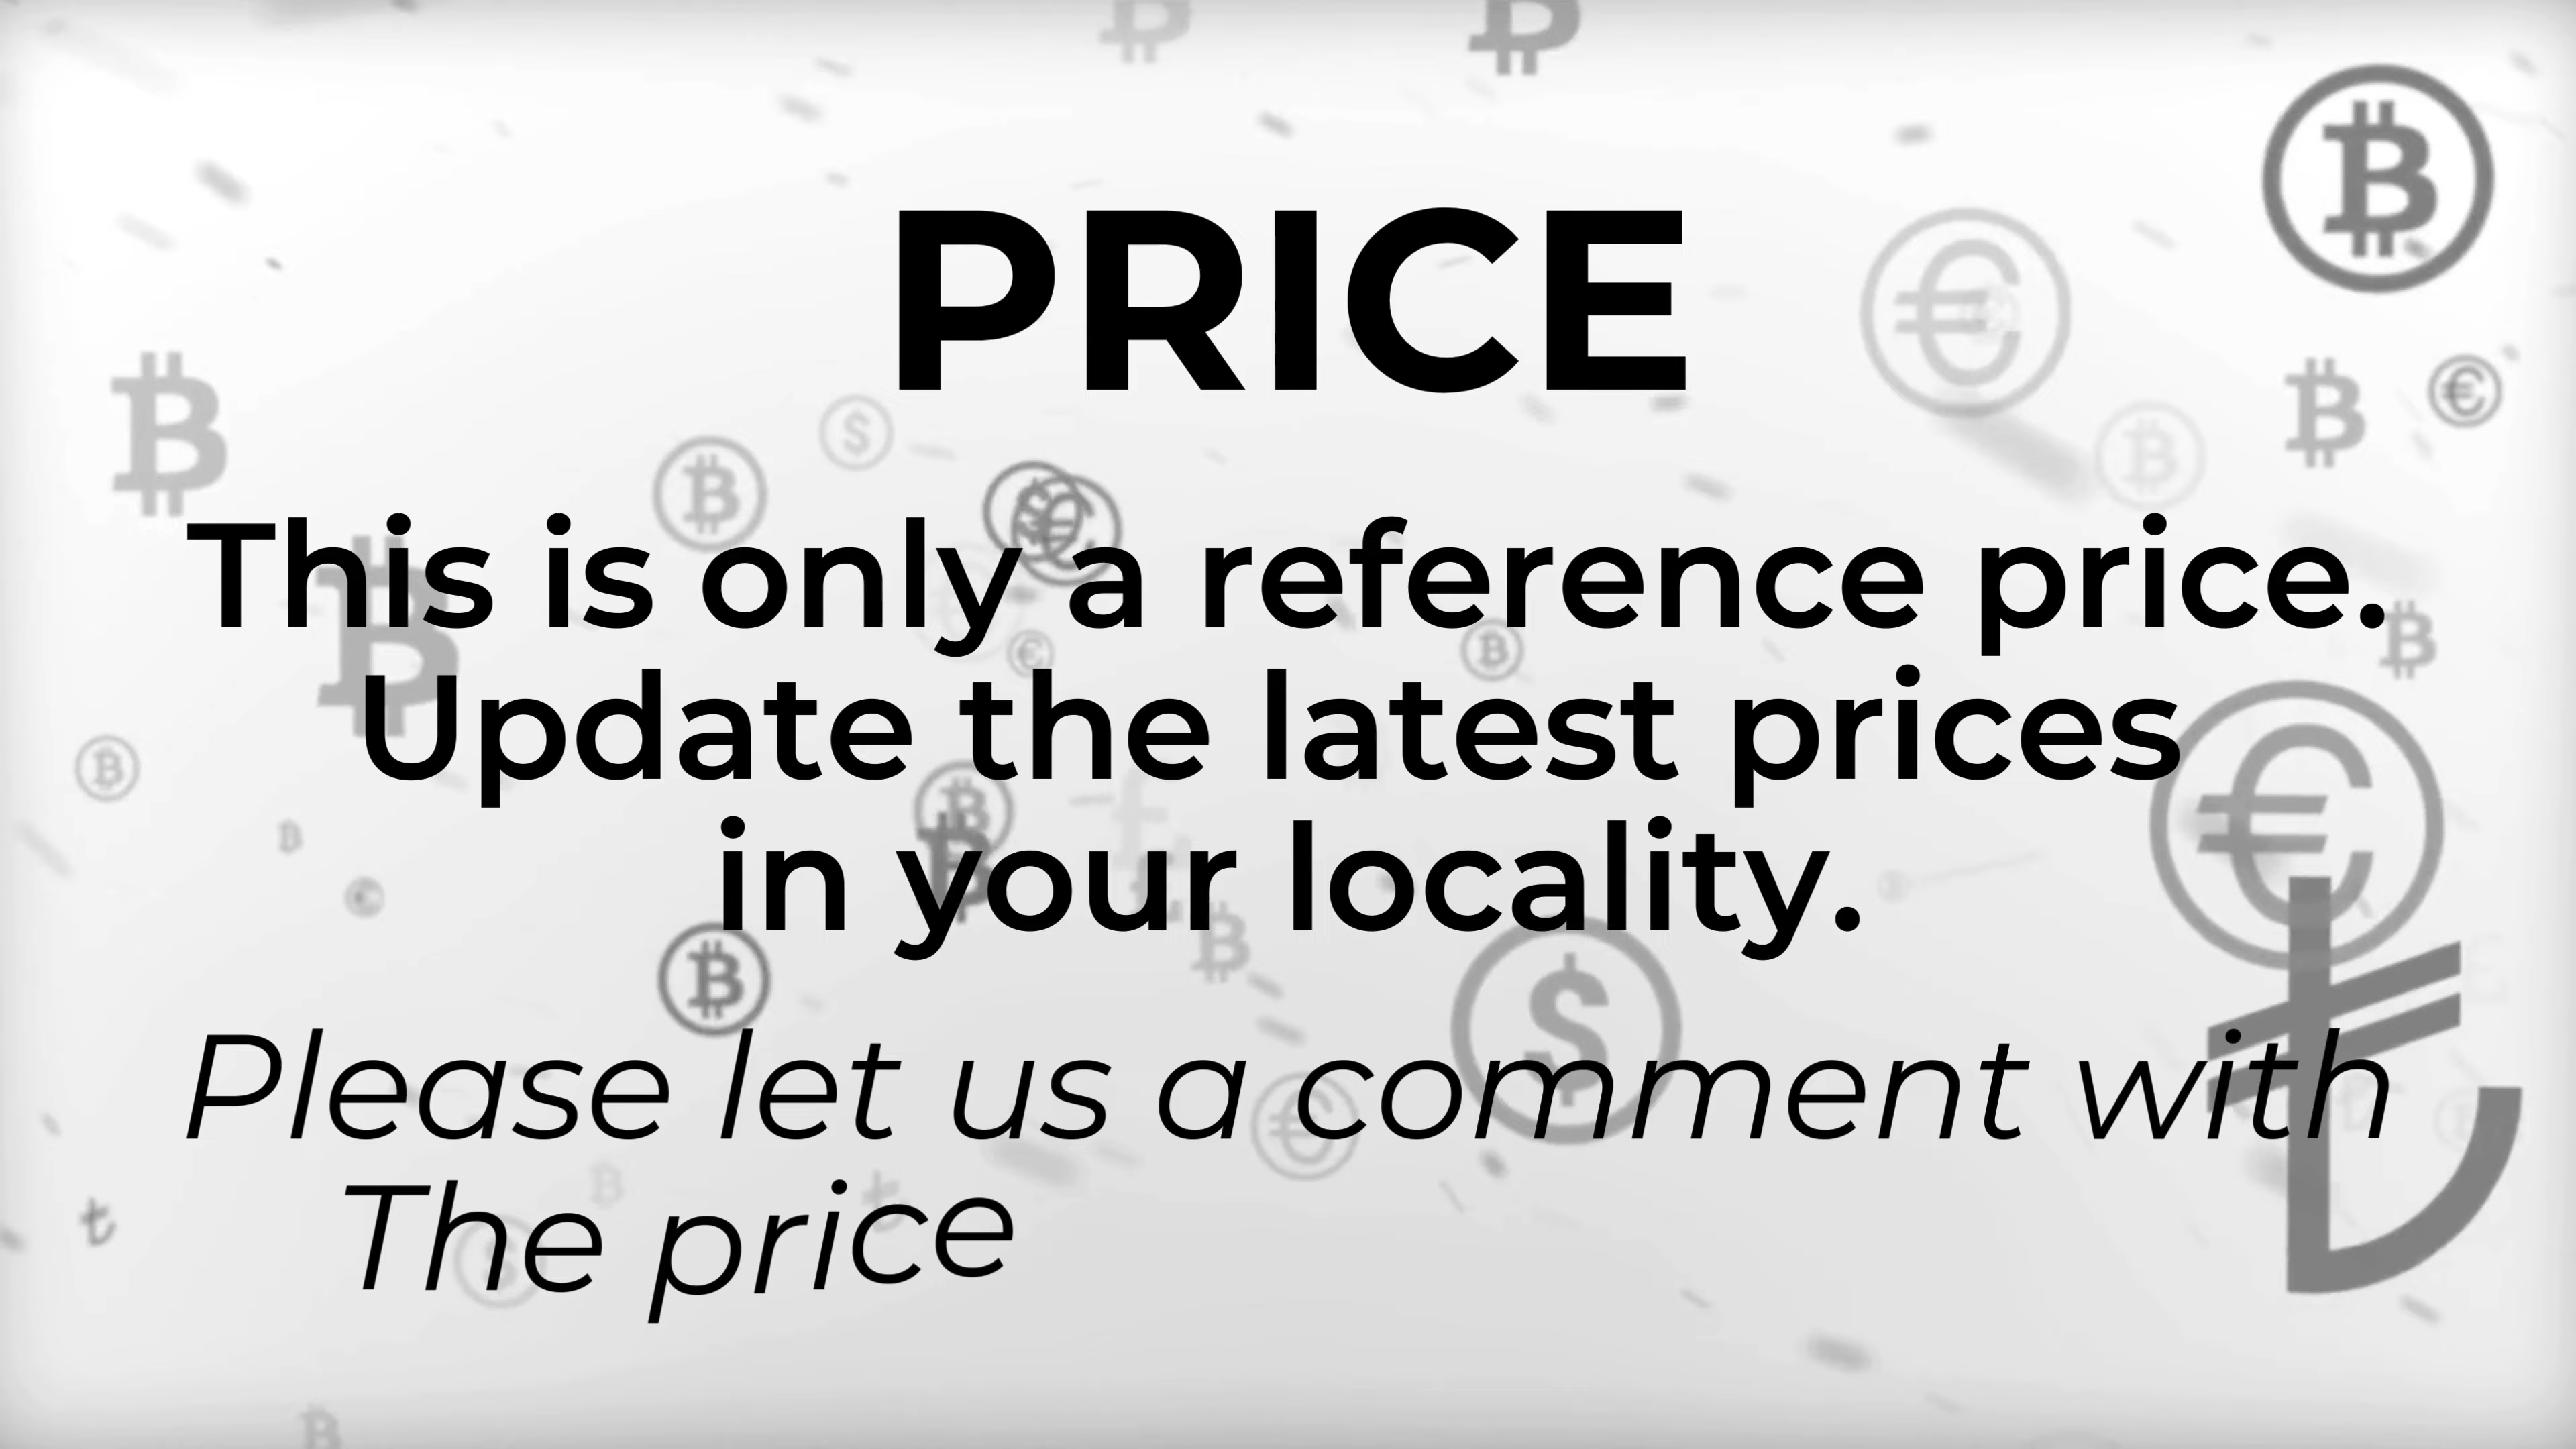 PRICE
This is only a reference price.
Update the latest prices
in your locality.
Please let us a comment with
The price